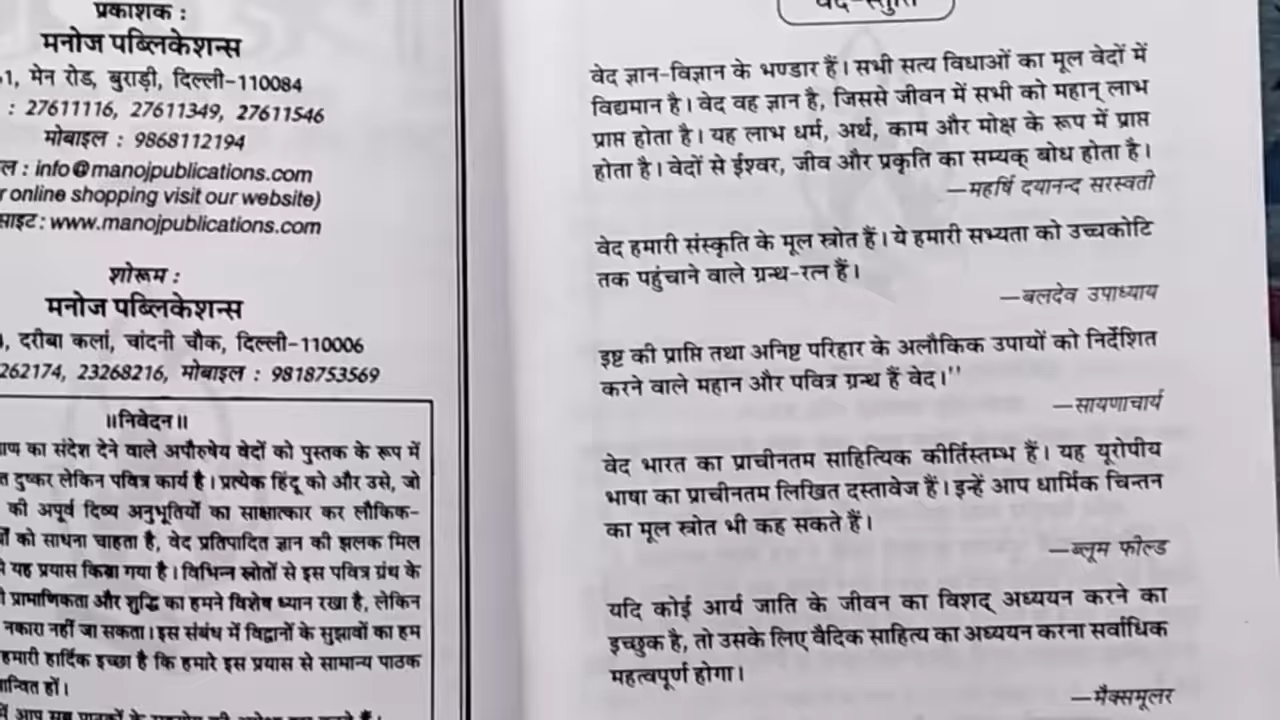 प्रकाशक :
मनोज पब्लिकेशन्स
मेन रोड, बुराड़ी, दिल्ली-110084
: 27611116, 27611349, 27611546
मोबाइल : 9868112194
info@manojpublications.com
online shopping visit our website)
www.manojpublications.com
शोरूम :
मनोज पब्लिकेशन्स
दरीबा कलां, चांदनी चौक, दिल्ली-110006
262174, 23268216, मोबाइल : 9818753569
॥निवेदन॥
का संदेश देने वाले अपौरुषेय वेदों को पुस्तक के रूप में
दुष्कर लेकिन पवित्र कार्य है। प्रत्येक हिंदू को और उसे, जो
की अपूर्व दिव्य अनुभूतियों का साक्षात्कार कर लौकिक-
को साधना चाहता है, वेद प्रतिपादित ज्ञान की झलक मिल
यह प्रयास किया गया है। विभिन्न स्रोतों से इस पवित्र ग्रंथ के
प्रामाणिकता और शुद्धि का हमने विशेष ध्यान रखा है, लेकिन
नकारा नहीं जा सकता। इस संबंध में विद्वानों के सुझावों का हम
हमारी हार्दिक इच्छा है कि हमारे इस प्रयास से सामान्य पाठक
हों।
वेद-स्तुति
वेद ज्ञान-विज्ञान के भण्डार हैं। सभी सत्य विधाओं का मूल वेदों में
विद्यमान है। वेद वह ज्ञान है, जिससे जीवन में सभी को महान् लाभ
प्राप्त होता है। यह लाभ धर्म, अर्थ, काम और मोक्ष के रूप में प्राप्त
होता है। वेदों से ईश्वर, जीव और प्रकृति का सम्यक् बोध होता है।
—महर्षि दयानन्द सरस्वती
वेद हमारी संस्कृति के मूल स्त्रोत हैं। ये हमारी सभ्यता को उच्चकोटि
तक पहुंचाने वाले ग्रन्थ-रत्न हैं।
—बलदेव उपाध्याय
इष्ट की प्राप्ति तथा अनिष्ट परिहार के अलौकिक उपायों को निर्देशित
करने वाले महान और पवित्र ग्रन्थ हैं वेद।''
—सायणाचार्य
वेद भारत का प्राचीनतम साहित्यिक कीर्तिस्तम्भ हैं। यह यूरोपीय
भाषा का प्राचीनतम लिखित दस्तावेज हैं। इन्हें आप धार्मिक चिन्तन
का मूल स्त्रोत भी कह सकते हैं।
—ब्लूम फील्ड
यदि कोई आर्य जाति के जीवन का विशद् अध्ययन करने का
इच्छुक है, तो उसके लिए वैदिक साहित्य का अध्ययन करना सर्वाधिक
महत्वपूर्ण होगा।
—मैक्समूलर